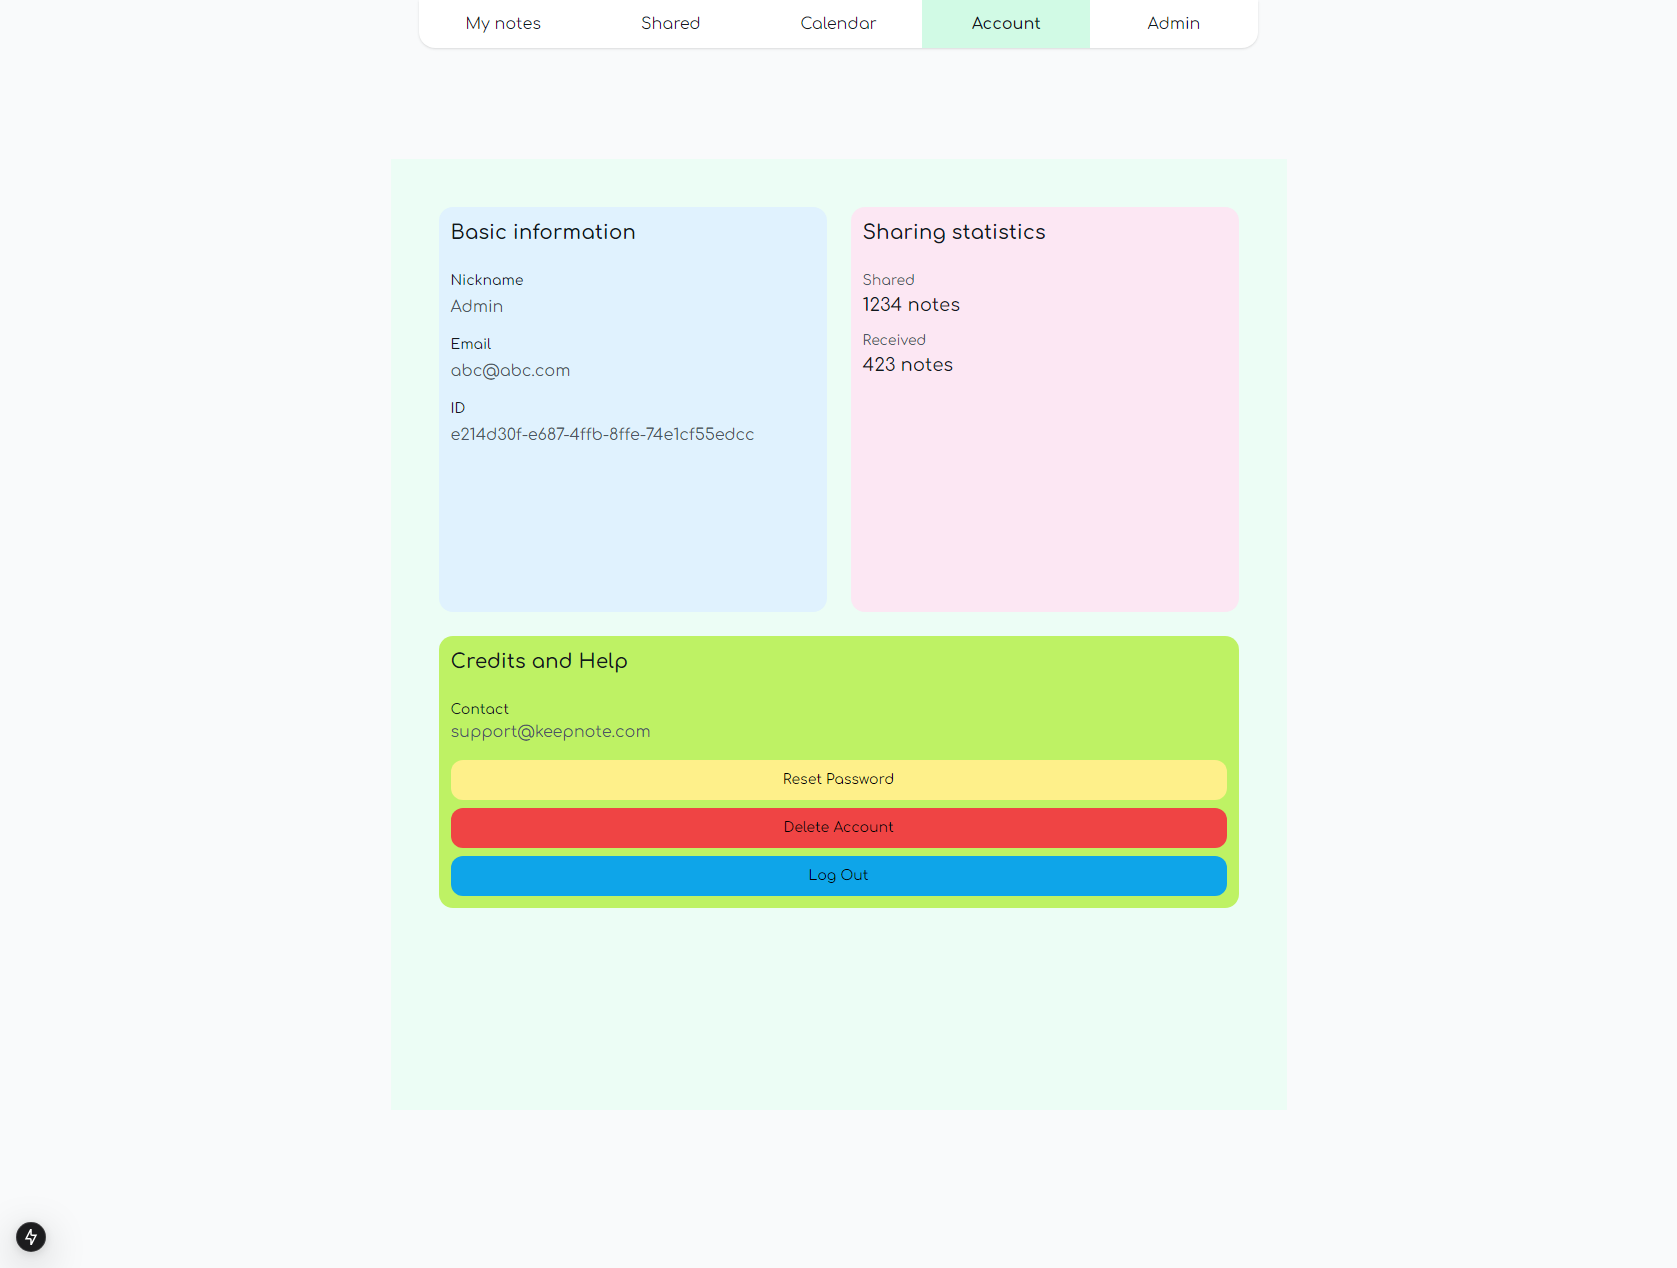 My notes
Shared
Calendar
Account
Admin
Basic information
Nickname
Admin
Email
abc@abc.com
ID
e214d30f-e687-4ffb-8ffe-74e1cf55edcc
Sharing statistics
Shared
1234 notes
Received
423 notes
Credits and Help
Contact
support@keepnote.com
Reset Password
Delete Account
Log Out